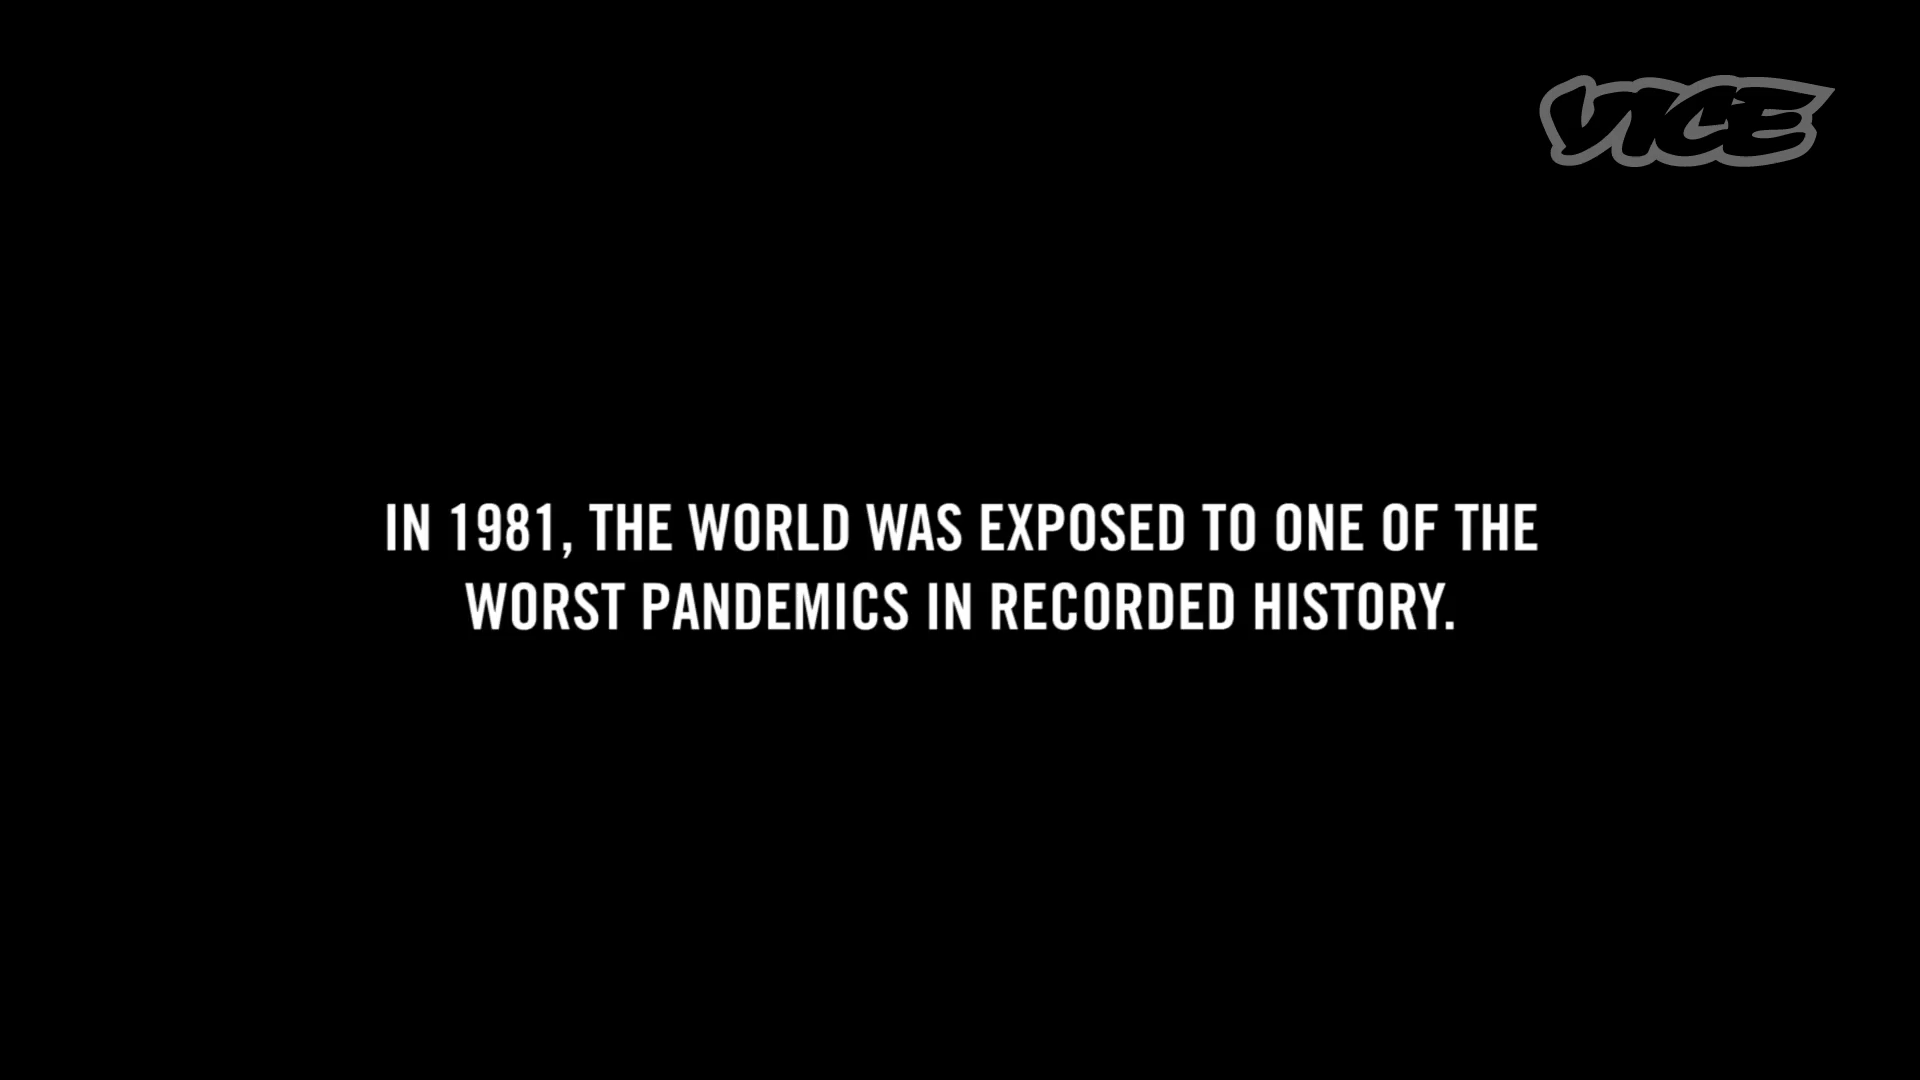 VICE
IN 1981, THE WORLD WAS EXPOSED TO ONE OF THE
WORST PANDEMICS IN RECORDED HISTORY.